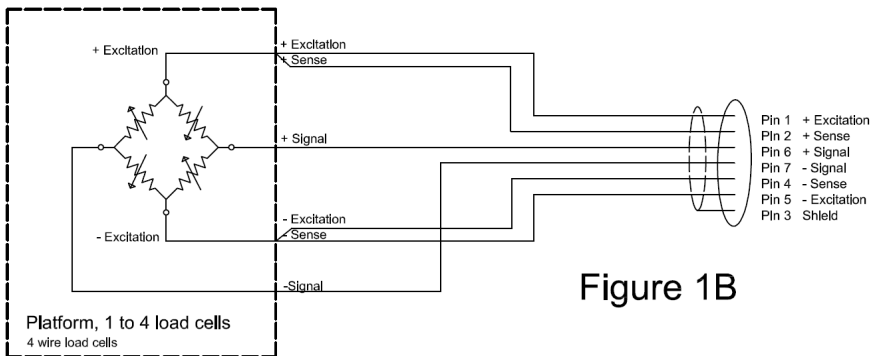 + Excitation
+ Excitation
+ Sense
+ Signal
- Excitation
- Excitation
- Sense
-Signal
Pin 1 + Excitation
Pin 2 + Sense
Pin 6 + Signal
Pin 7 - Signal
Pin 4 - Sense
Pin 5 - Excitation
Pin 3 Shield
Figure 1B
Platform, 1 to 4 load cells
4 wire load cells